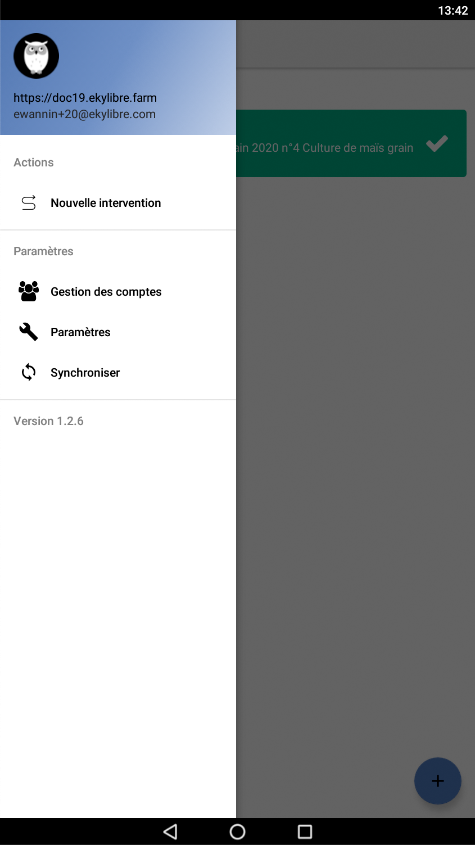 13:42
https://doc19.ekylibre.farm
ewannin+20@ekylibre.com
Actions
2020 n°4 Culture de maïs grain
Nouvelle intervention
Paramètres
Gestion des comptes
Paramètres
Synchroniser
Version 1.2.6